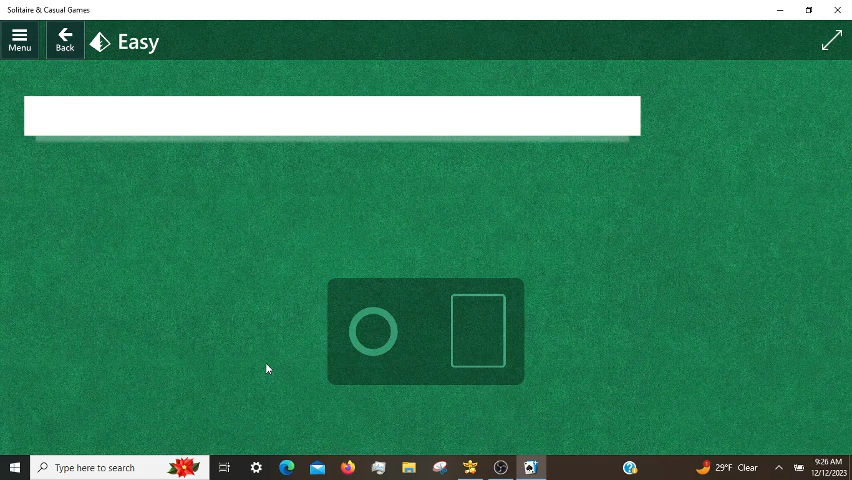 Solitaire & Casual Games
Menu
Back
Easy
Type here to search
29°F Clear
9:26 AM
12/12/2023